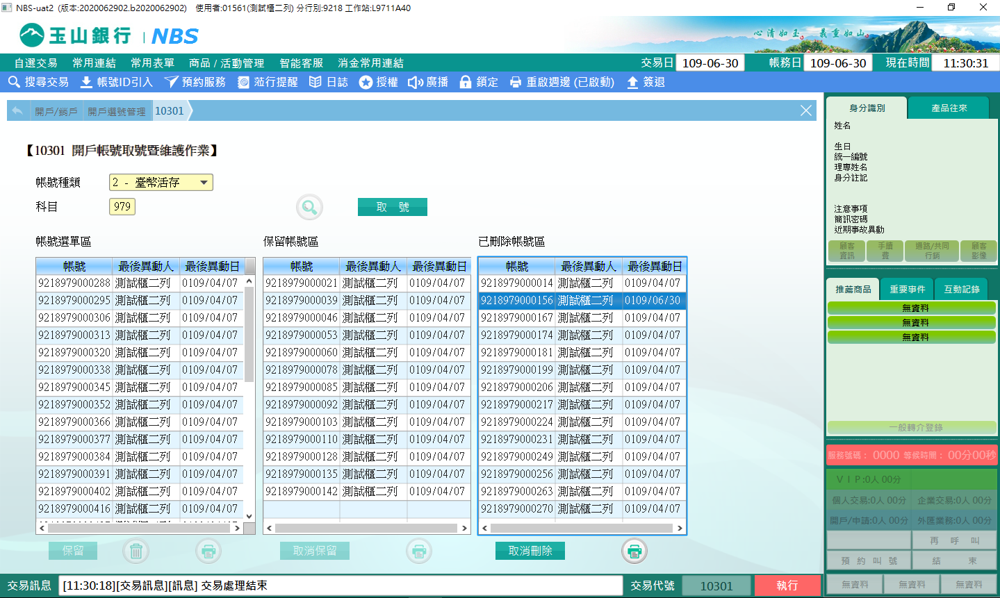 NBS-uat2 (版本:2020062902.b2020062902) 使用者:01561(測試櫃二列) 分行別:9218 工作站:L9711A40
玉山銀行 | NBS
心清如玉 義重如山
自選交易 常用連結 常用表單 商品 / 活動管理 智能客服 消金常用連結 交易日 109-06-30 帳務日 109-06-30 現在時間 11:30:31
搜尋交易 帳號ID引入 預約服務 蒞行提醒 日誌 授權 廣播 鎖定 重啟週邊 (已啟動) 簽退
開戶/銷戶 開戶選號管理 10301
【10301 開戶帳號取號暨維護作業】
帳號種類 2 - 臺幣活存
科目 979 取 號
帳號選單區 保留帳號區 已刪除帳號區
帳號 最後異動人 最後異動日 帳號 最後異動人 最後異動日 帳號 最後異動人 最後異動日
9218979000288 測試櫃二列 0109/04/07 9218979000021 測試櫃二列 0109/04/07 9218979000014 測試櫃二列 0109/04/07
9218979000295 測試櫃二列 0109/04/07 9218979000039 測試櫃二列 0109/04/07 9218979000156 測試櫃二列 0109/06/30
9218979000306 測試櫃二列 0109/04/07 9218979000046 測試櫃二列 0109/04/07 9218979000167 測試櫃二列 0109/04/07
9218979000313 測試櫃二列 0109/04/07 9218979000053 測試櫃二列 0109/04/07 9218979000174 測試櫃二列 0109/04/07
9218979000320 測試櫃二列 0109/04/07 9218979000060 測試櫃二列 0109/04/07 9218979000181 測試櫃二列 0109/04/07
9218979000338 測試櫃二列 0109/04/07 9218979000078 測試櫃二列 0109/04/07 9218979000199 測試櫃二列 0109/04/07
9218979000345 測試櫃二列 0109/04/07 9218979000085 測試櫃二列 0109/04/07 9218979000206 測試櫃二列 0109/04/07
9218979000352 測試櫃二列 0109/04/07 9218979000092 測試櫃二列 0109/04/07 9218979000217 測試櫃二列 0109/04/07
9218979000366 測試櫃二列 0109/04/07 9218979000103 測試櫃二列 0109/04/07 9218979000224 測試櫃二列 0109/04/07
9218979000377 測試櫃二列 0109/04/07 9218979000110 測試櫃二列 0109/04/07 9218979000231 測試櫃二列 0109/04/07
9218979000384 測試櫃二列 0109/04/07 9218979000128 測試櫃二列 0109/04/07 9218979000249 測試櫃二列 0109/04/07
9218979000391 測試櫃二列 0109/04/07 9218979000135 測試櫃二列 0109/04/07 9218979000256 測試櫃二列 0109/04/07
9218979000402 測試櫃二列 0109/04/07 9218979000142 測試櫃二列 0109/04/07 9218979000263 測試櫃二列 0109/04/07
9218979000416 測試櫃二列 0109/04/07 9218979000270 測試櫃二列 0109/04/07
保留 取消保留 取消刪除
交易訊息 [11:30:18][交易訊息][訊息] 交易處理結束 交易代號 10301 執行
身分識別 產品往來
姓名
生日
統一編號
理專姓名
身分註記
注意事項
簡訊密碼
近期事故異動
顧客資訊 手續費 通路/共同行銷 顧客影像
推薦商品 重要事件 互動記錄
無資料
無資料
無資料
一般轉介登錄
服務號碼： 0000 等候時間： 00分00秒
ＶＩＰ:0人 00分
個人交易:0人 00分 企業交易:0人 00分
開戶/申請:0人 00分 外匯業務:0人 00分
再 呼 叫
預 約 叫 號 結 束
無資料 無資料 無資料